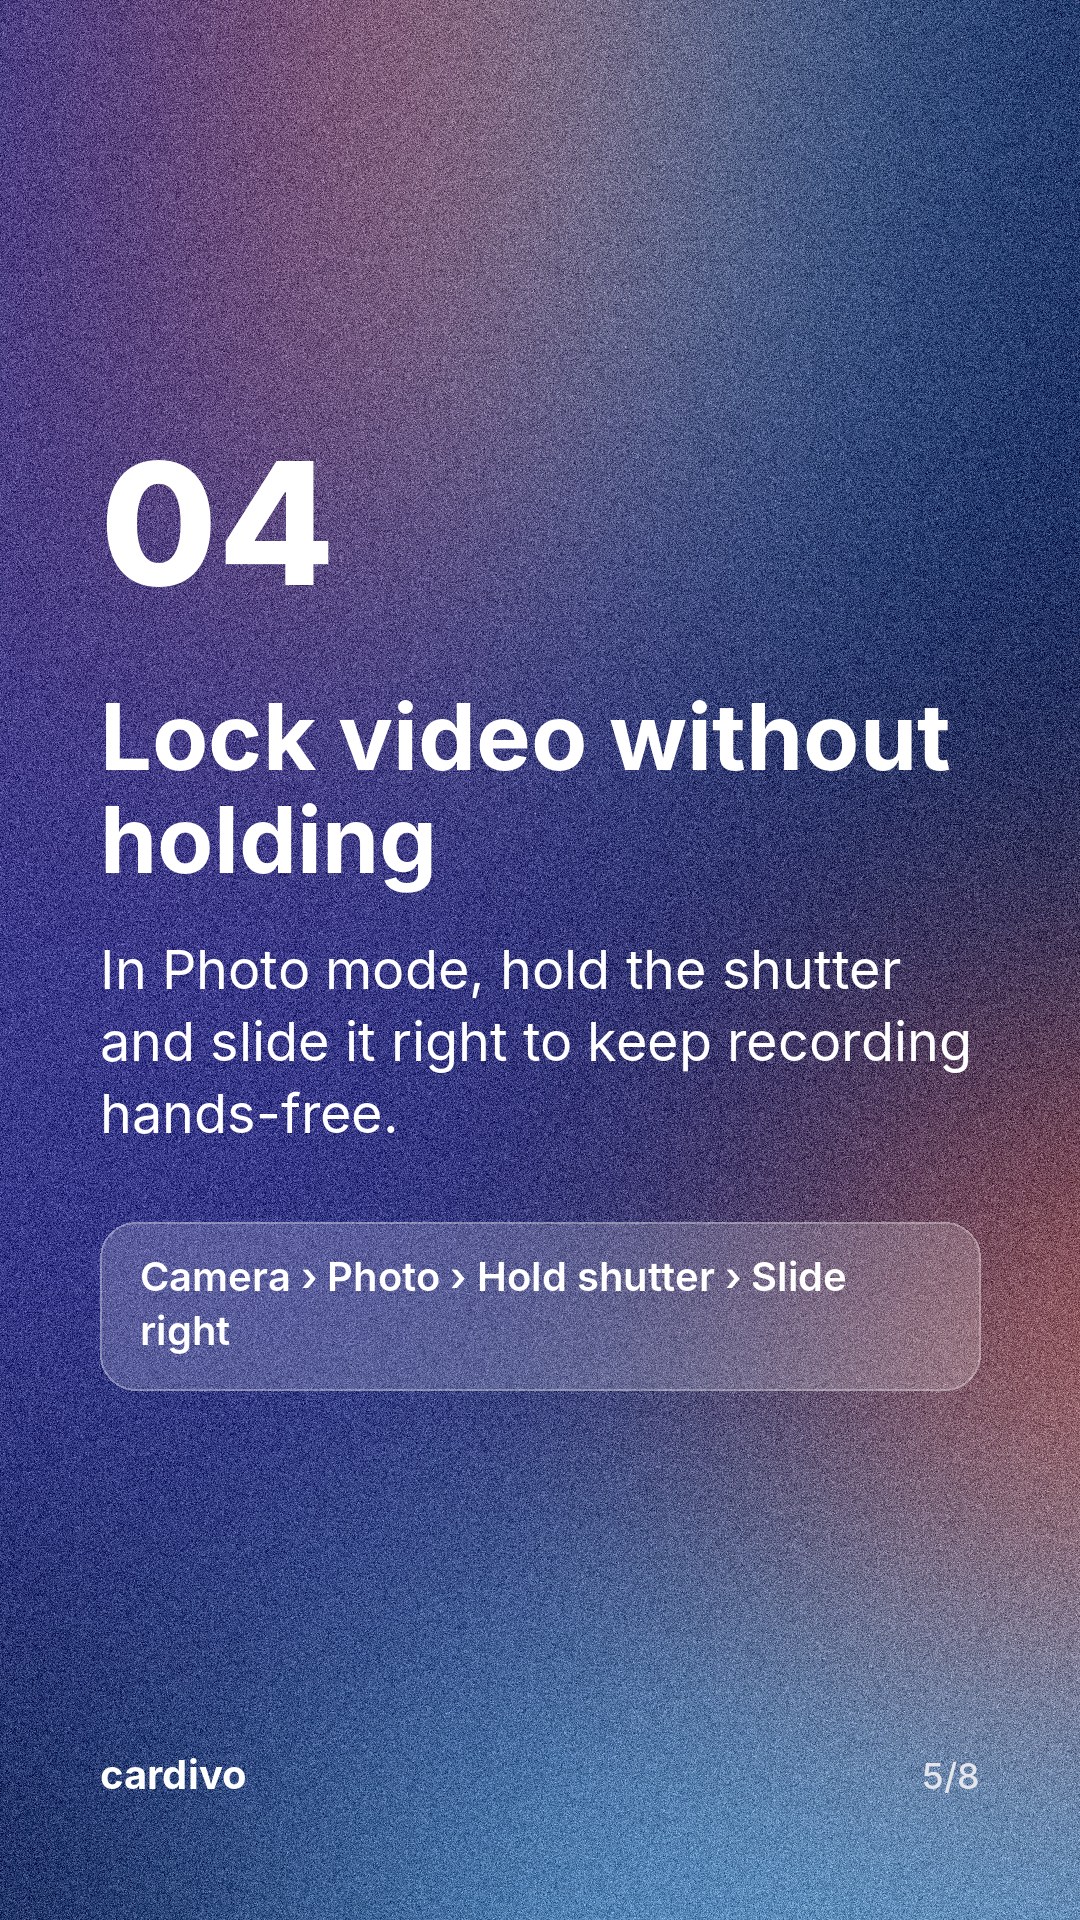 04
Lock video without
holding
In Photo mode, hold the shutter
and slide it right to keep recording
hands-free.
Camera › Photo › Hold shutter › Slide
right
cardivo
5/8